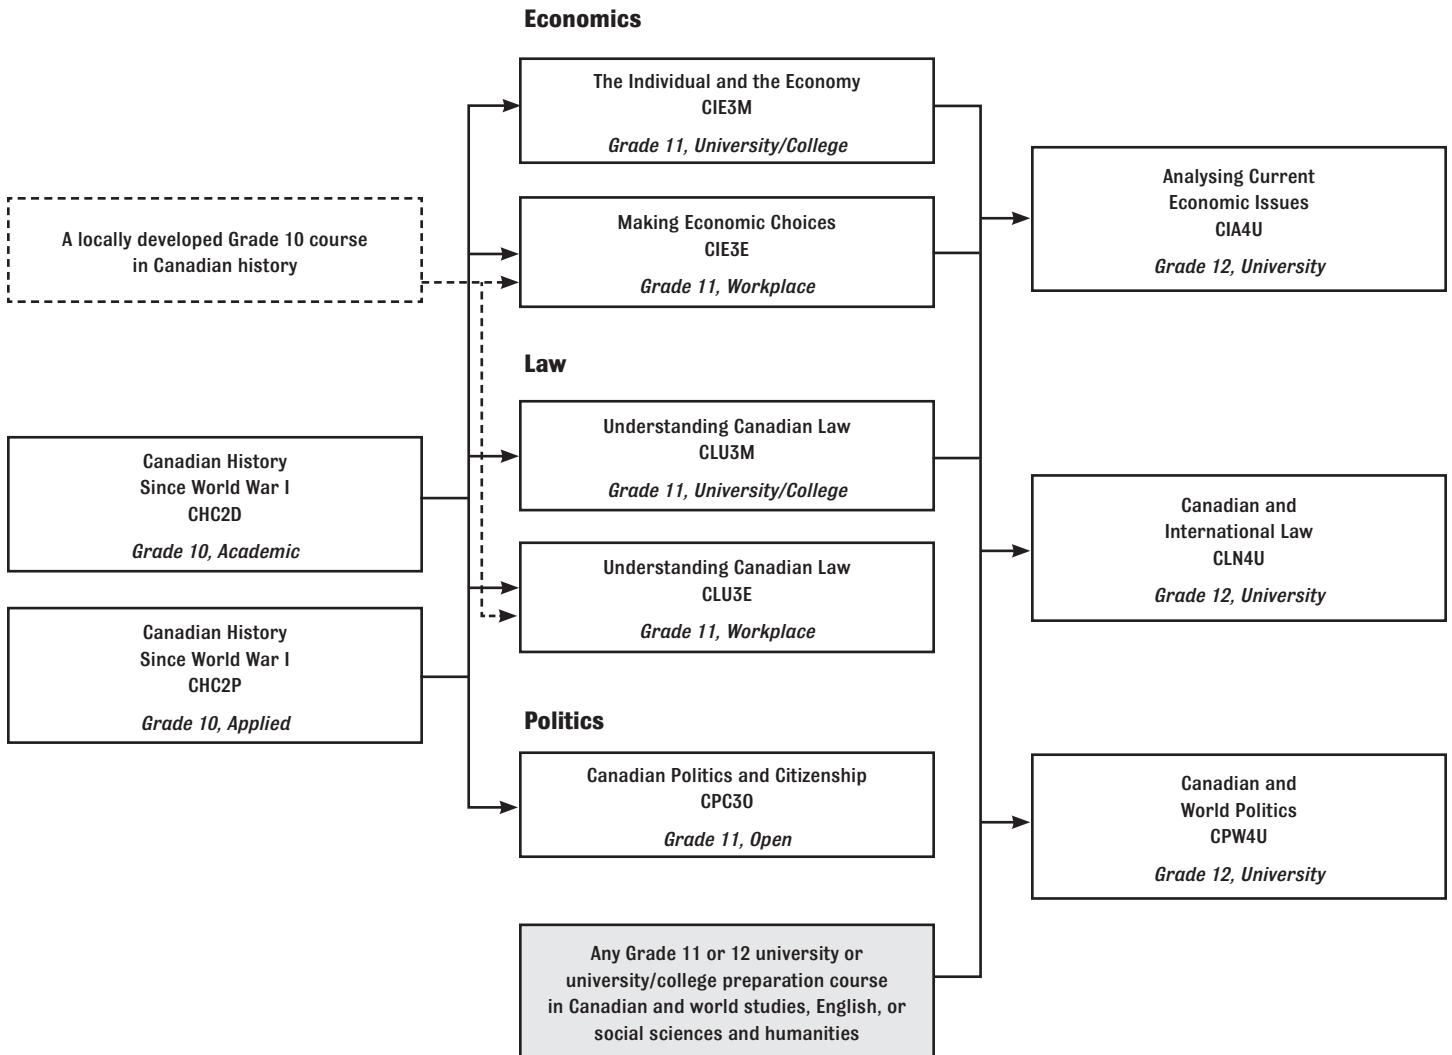 Economics
The Individual and the Economy
CIE3M
Grade 11, University/College
Making Economic Choices
CIE3E
Grade 11, Workplace
Law
Understanding Canadian Law
CLU3M
Grade 11, University/College
Understanding Canadian Law
CLU3E
Grade 11, Workplace
Politics
Canadian Politics and Citizenship
CPC3O
Grade 11, Open
Any Grade 11 or 12 university or
university/college preparation course
in Canadian and world studies, English, or
social sciences and humanities
A locally developed Grade 10 course
in Canadian history
Canadian History
Since World War I
CHC2D
Grade 10, Academic
Canadian History
Since World War I
CHC2P
Grade 10, Applied
Analysing Current
Economic Issues
CIA4U
Grade 12, University
Canadian and
International Law
CLN4U
Grade 12, University
Canadian and
World Politics
CPW4U
Grade 12, University